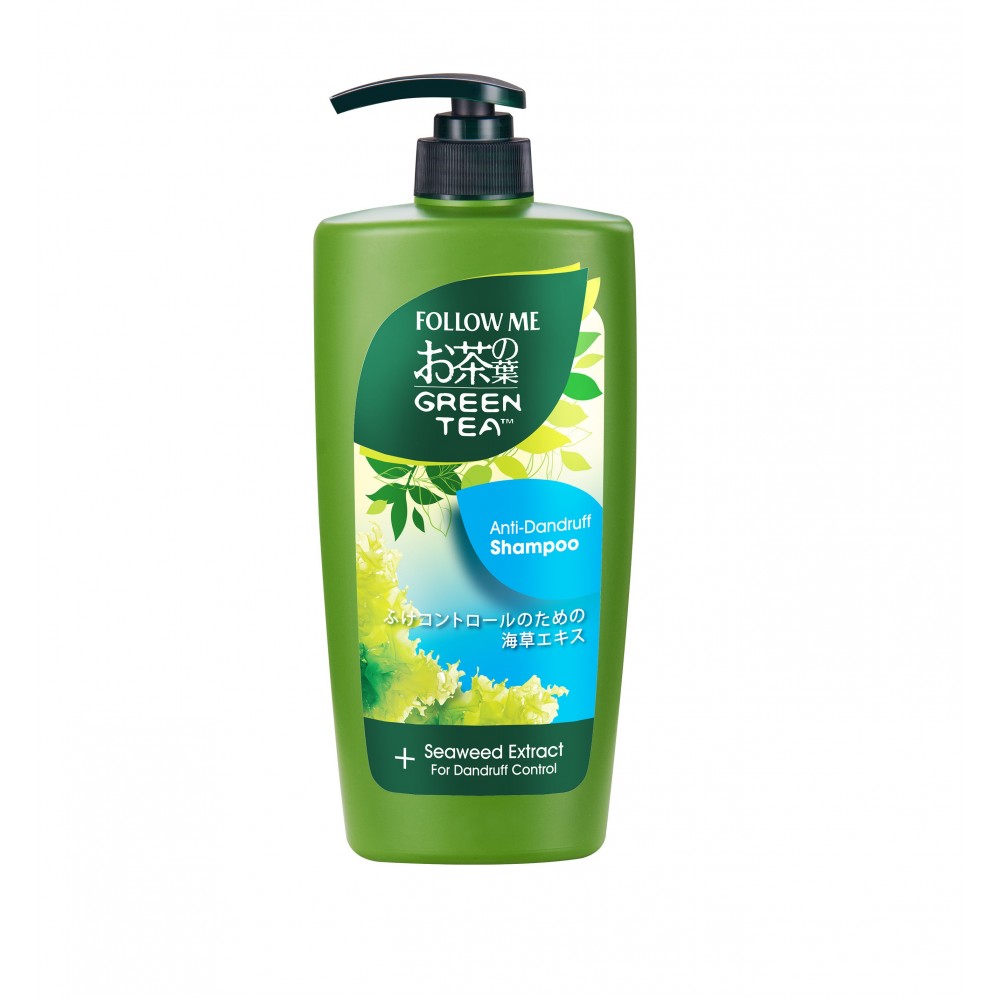 FOLLOW ME
お茶の葉
GREEN
TEA™
Anti-Dandruff
Shampoo
ふけコントロールのための
海草エキス
+ Seaweed Extract
For Dandruff Control